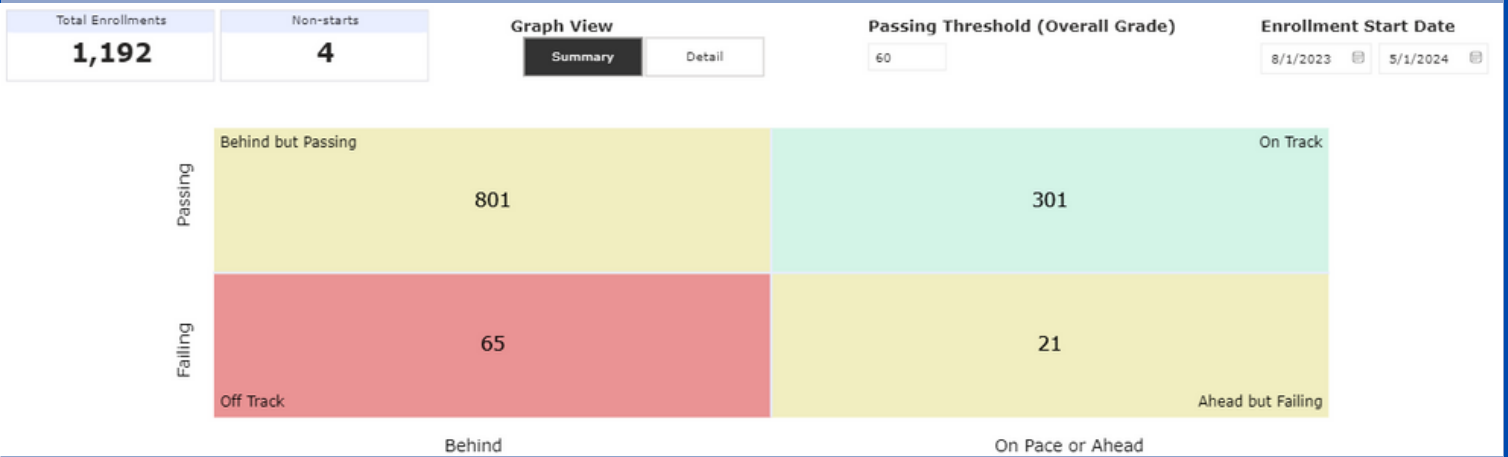 Total Enrollments
1,192
Non-starts
4
Graph View
Summary
Detail
Passing Threshold (Overall Grade)
60
Enrollment Start Date
8/1/2023
5/1/2024
Passing
Behind but Passing
801
On Track
301
Failing
65
Off Track
21
Ahead but Failing
Behind
On Pace or Ahead